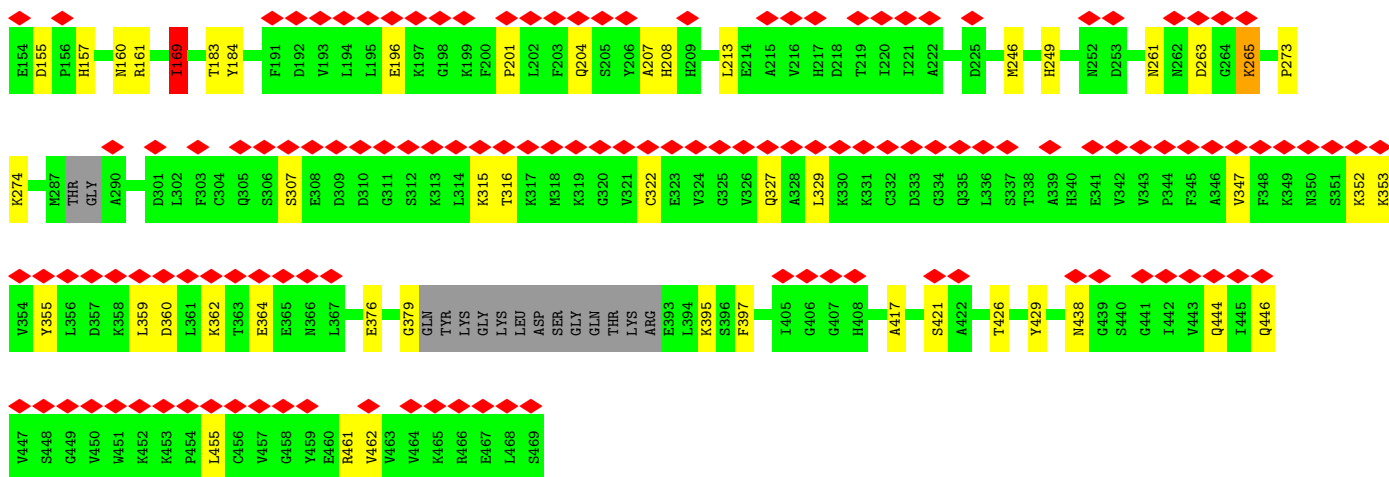 E154 D155 P156 H157 N160 R161 I169 T183 Y184 F191 D192 V193 L194 L195 E196 K197 G198 K199 F200 P201 L202 F203 Q204 S205 Y206 A207 H208 H209 L213 E214 A215 V216 H217 D218 T219 I220 I221 A222 D225 M246 H249 N252 D253 N261 N262 D263 G264 K265 P273
K274 M287 THR GLY A290 D301 L302 F303 C304 Q305 S306 S307 E308 D309 D310 G311 S312 K313 L314 K315 T316 K317 M318 K319 G320 V321 C322 E323 V324 G325 V326 Q327 A328 L329 K330 K331 C332 D333 G334 Q335 L336 S337 T338 A339 H340 E341 V342 V343 P344 F345 A346 V347 F348 K349 N350 S351 K352 K353
V354 Y355 L356 D357 K358 L359 D360 L361 K362 T363 E364 E365 N366 L367 E376 G379 GLN TYR LYS GLY LYS LEU ASP SER GLY GLN THR LYS ARG E393 L394 K395 S396 F397 I405 G406 G407 H408 A417 S421 A422 T426 Y429 N438 G439 S440 G441 I442 V443 Q444 I445 Q446
V447 S448 G449 V450 W451 K452 K453 P454 L455 C456 V457 G458 Y459 E460 R461 V462 V463 V464 K465 R466 E467 L468 S469